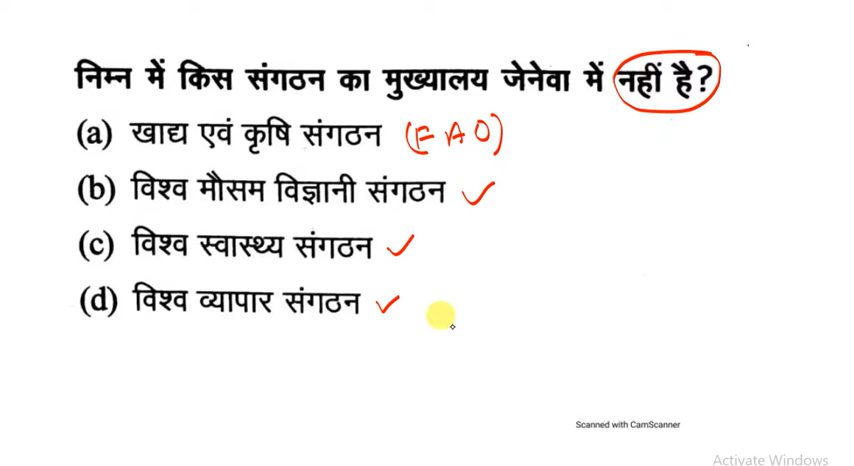 निम्न में किस संगठन का मुख्यालय जेनेवा में नहीं है?
(a) खाद्य एवं कृषि संगठन (FAO)
(b) विश्व मौसम विज्ञानी संगठन ✓
(c) विश्व स्वास्थ्य संगठन ✓
(d) विश्व व्यापार संगठन ✓
Scanned with CamScanner
Activate Windows